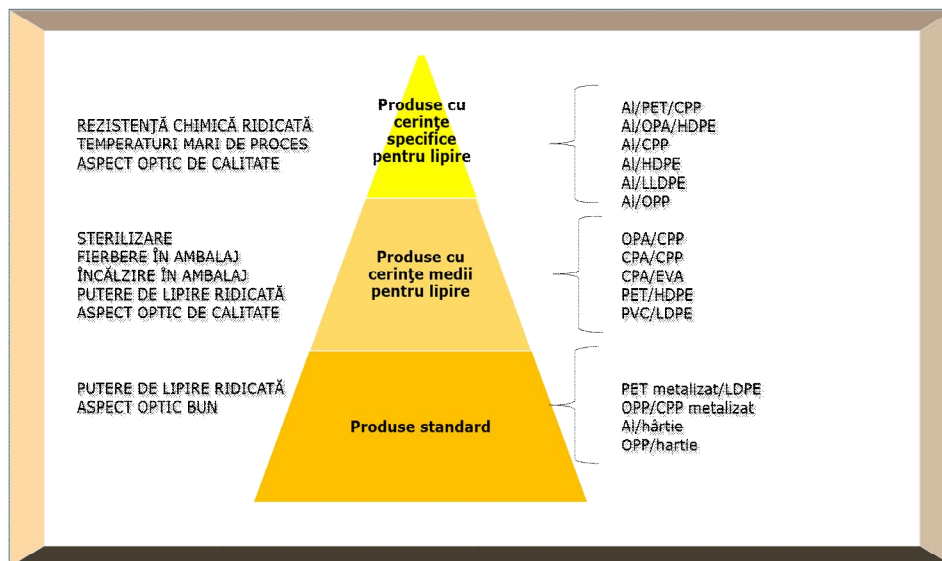 REZISTENŢĂ CHIMICĂ RIDICATĂ
TEMPERATURI MARI DE PROCES
ASPECT OPTIC DE CALITATE
Produse cu
cerinţe
specifice
pentru lipire
Al/PET/CPP
Al/OPA/HDPE
Al/CPP
Al/HDPE
Al/LLDPE
Al/OPP
STERILIZARE
FIERBERE ÎN AMBALAJ
ÎNCĂLZIRE ÎN AMBALAJ
PUTERE DE LIPIRE RIDICATĂ
ASPECT OPTIC DE CALITATE
Produse cu
cerinţe medii
pentru lipire
OPA/CPP
CPA/CPP
CPA/EVA
PET/HDPE
PVC/LDPE
PUTERE DE LIPIRE RIDICATĂ
ASPECT OPTIC BUN
Produse standard
PET metalizat/LDPE
OPP/CPP metalizat
Al/hârtie
OPP/hartie